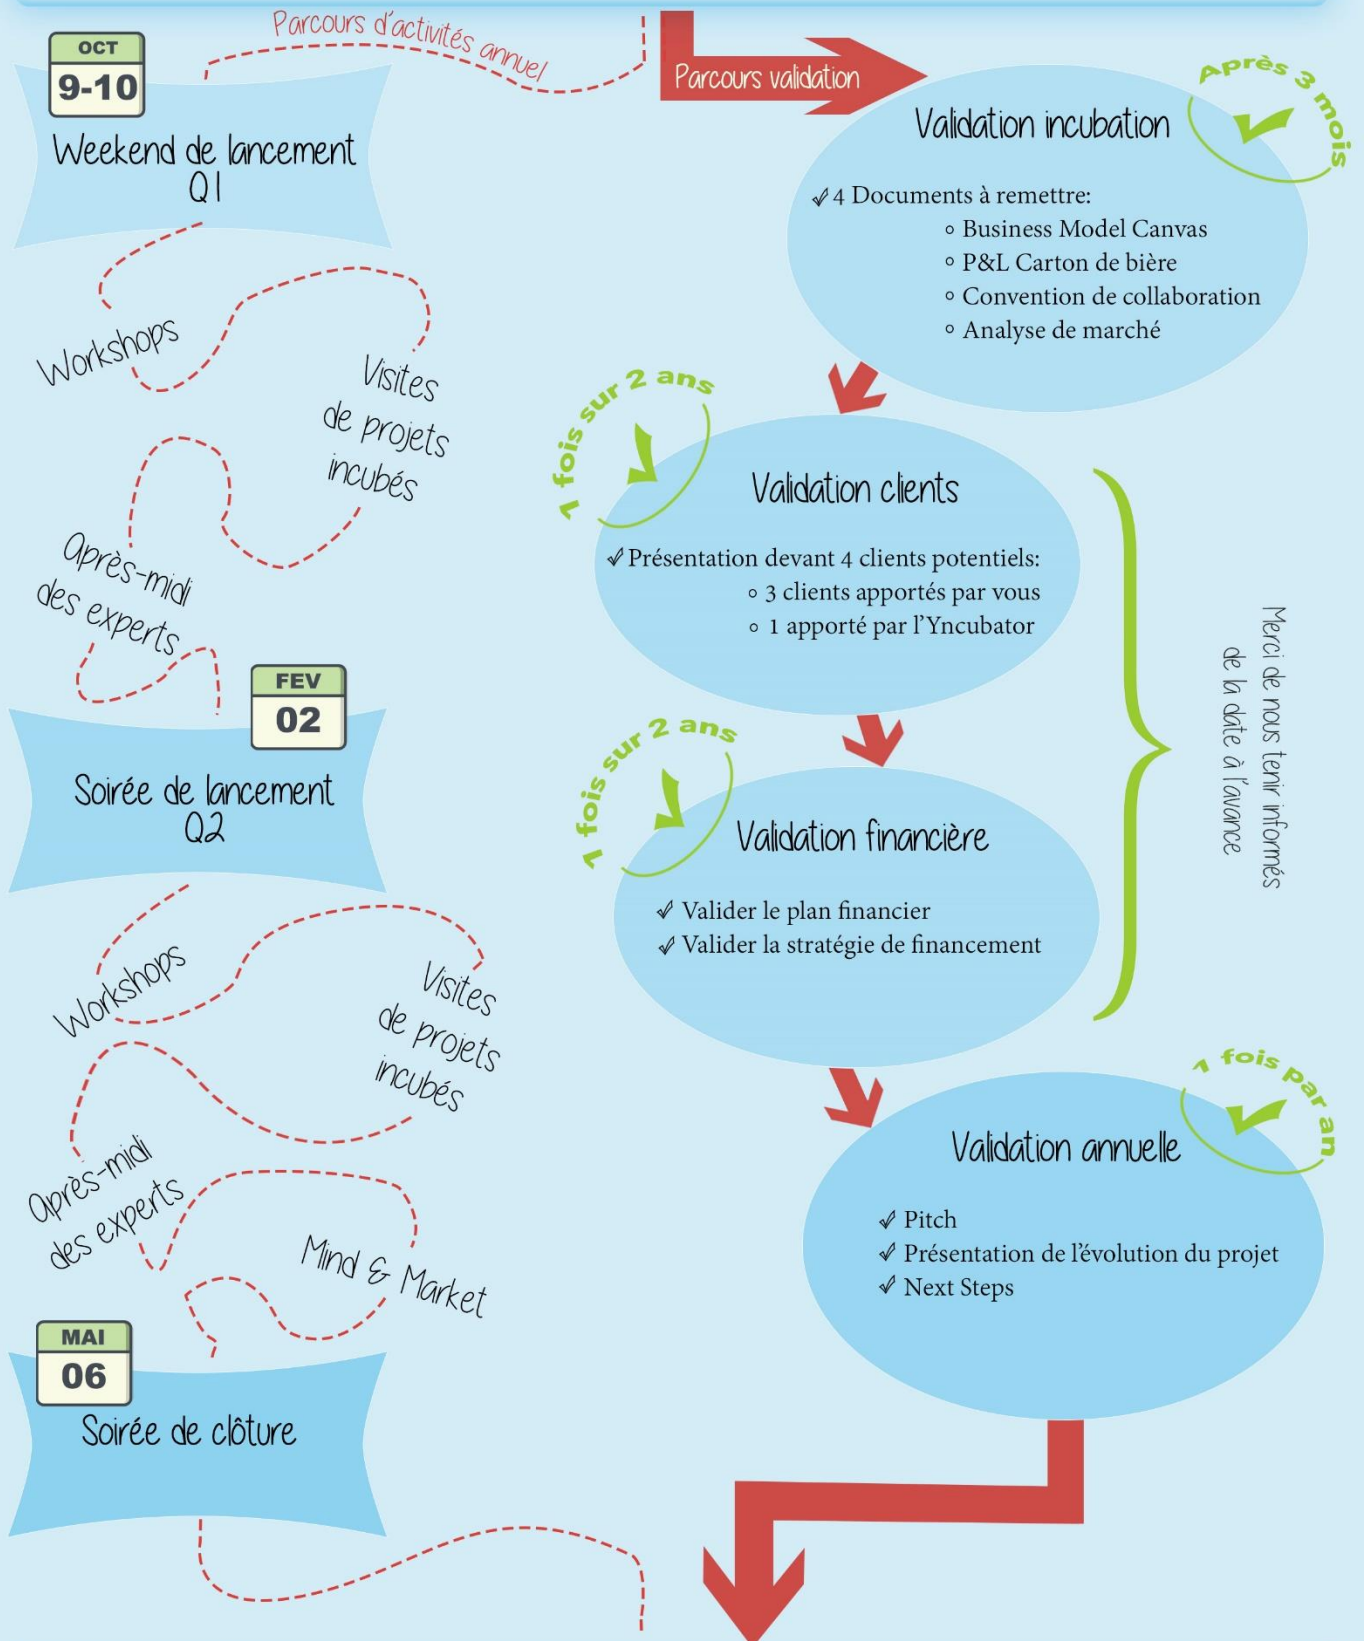 Parcours d'activités annuel
OCT
9-10
Weekend de lancement
Q1
Workshops
Visites
de projets
incubés
Après-midi
des experts
FEV
02
Soirée de lancement
Q2
Workshops
Visites
de projets
incubés
Après-midi
des experts
Mind & Market
MAI
06
Soirée de clôture
Parcours validation
Après 3 mois
Validation incubation
4 Documents à remettre:
Business Model Canvas
P&L Carton de bière
Convention de collaboration
Analyse de marché
1 fois sur 2 ans
Validation clients
Présentation devant 4 clients potentiels:
3 clients apportés par vous
1 apporté par l'Yncubator
1 fois sur 2 ans
Validation financière
Valider le plan financier
Valider la stratégie de financement
Merci de nous tenir informés
de la date à l'avance
1 fois par an
Validation annuelle
Pitch
Présentation de l'évolution du projet
Next Steps